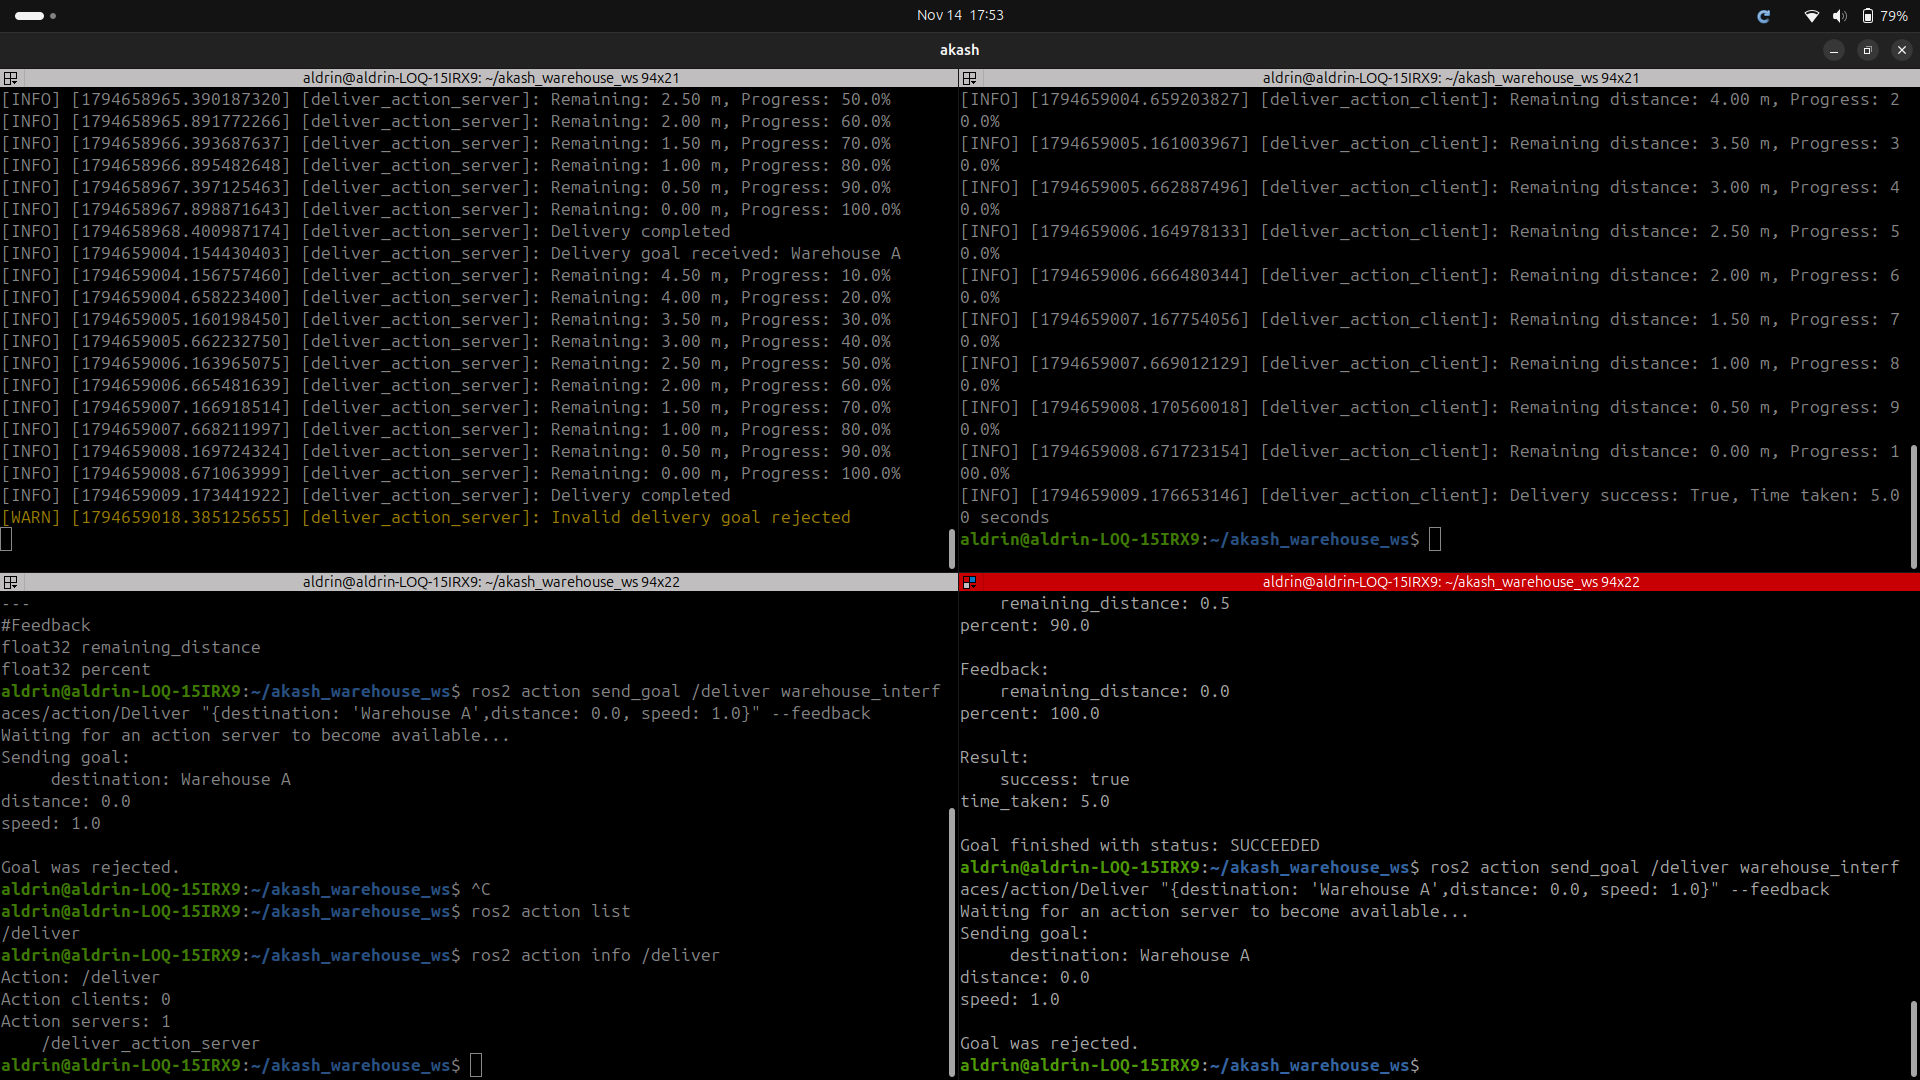 Nov 14 17:53
79%
akash
aldrin@aldrin-LOQ-15IRX9: ~/akash_warehouse_ws 94x21
[INFO] [1794658965.390187320] [deliver_action_server]: Remaining: 2.50 m, Progress: 50.0%
[INFO] [1794658965.891772266] [deliver_action_server]: Remaining: 2.00 m, Progress: 60.0%
[INFO] [1794658966.393687637] [deliver_action_server]: Remaining: 1.50 m, Progress: 70.0%
[INFO] [1794658966.895482648] [deliver_action_server]: Remaining: 1.00 m, Progress: 80.0%
[INFO] [1794658967.397125463] [deliver_action_server]: Remaining: 0.50 m, Progress: 90.0%
[INFO] [1794658967.898871643] [deliver_action_server]: Remaining: 0.00 m, Progress: 100.0%
[INFO] [1794658968.400987174] [deliver_action_server]: Delivery completed
[INFO] [1794659004.154430403] [deliver_action_server]: Delivery goal received: Warehouse A
[INFO] [1794659004.156757460] [deliver_action_server]: Remaining: 4.50 m, Progress: 10.0%
[INFO] [1794659004.658223400] [deliver_action_server]: Remaining: 4.00 m, Progress: 20.0%
[INFO] [1794659005.160198450] [deliver_action_server]: Remaining: 3.50 m, Progress: 30.0%
[INFO] [1794659005.662232750] [deliver_action_server]: Remaining: 3.00 m, Progress: 40.0%
[INFO] [1794659006.163965075] [deliver_action_server]: Remaining: 2.50 m, Progress: 50.0%
[INFO] [1794659006.665481639] [deliver_action_server]: Remaining: 2.00 m, Progress: 60.0%
[INFO] [1794659007.166918514] [deliver_action_server]: Remaining: 1.50 m, Progress: 70.0%
[INFO] [1794659007.668211997] [deliver_action_server]: Remaining: 1.00 m, Progress: 80.0%
[INFO] [1794659008.169724324] [deliver_action_server]: Remaining: 0.50 m, Progress: 90.0%
[INFO] [1794659008.671063999] [deliver_action_server]: Remaining: 0.00 m, Progress: 100.0%
[INFO] [1794659009.173441922] [deliver_action_server]: Delivery completed
[WARN] [1794659018.385125655] [deliver_action_server]: Invalid delivery goal rejected
aldrin@aldrin-LOQ-15IRX9: ~/akash_warehouse_ws 94x21
[INFO] [1794659004.659203827] [deliver_action_client]: Remaining distance: 4.00 m, Progress: 2
0.0%
[INFO] [1794659005.161003967] [deliver_action_client]: Remaining distance: 3.50 m, Progress: 3
0.0%
[INFO] [1794659005.662887496] [deliver_action_client]: Remaining distance: 3.00 m, Progress: 4
0.0%
[INFO] [1794659006.164978133] [deliver_action_client]: Remaining distance: 2.50 m, Progress: 5
0.0%
[INFO] [1794659006.666480344] [deliver_action_client]: Remaining distance: 2.00 m, Progress: 6
0.0%
[INFO] [1794659007.167754056] [deliver_action_client]: Remaining distance: 1.50 m, Progress: 7
0.0%
[INFO] [1794659007.669012129] [deliver_action_client]: Remaining distance: 1.00 m, Progress: 8
0.0%
[INFO] [1794659008.170560018] [deliver_action_client]: Remaining distance: 0.50 m, Progress: 9
0.0%
[INFO] [1794659008.671723154] [deliver_action_client]: Remaining distance: 0.00 m, Progress: 1
00.0%
[INFO] [1794659009.176653146] [deliver_action_client]: Delivery success: True, Time taken: 5.0
0 seconds
aldrin@aldrin-LOQ-15IRX9:~/akash_warehouse_ws$
aldrin@aldrin-LOQ-15IRX9: ~/akash_warehouse_ws 94x22
---
#Feedback
float32 remaining_distance
float32 percent
aldrin@aldrin-LOQ-15IRX9:~/akash_warehouse_ws$ ros2 action send_goal /deliver warehouse_interf
aces/action/Deliver "{destination: 'Warehouse A',distance: 0.0, speed: 1.0}" --feedback
Waiting for an action server to become available...
Sending goal:
     destination: Warehouse A
distance: 0.0
speed: 1.0

Goal was rejected.
aldrin@aldrin-LOQ-15IRX9:~/akash_warehouse_ws$ ^C
aldrin@aldrin-LOQ-15IRX9:~/akash_warehouse_ws$ ros2 action list
/deliver
aldrin@aldrin-LOQ-15IRX9:~/akash_warehouse_ws$ ros2 action info /deliver
Action: /deliver
Action clients: 0
Action servers: 1
    /deliver_action_server
aldrin@aldrin-LOQ-15IRX9:~/akash_warehouse_ws$
aldrin@aldrin-LOQ-15IRX9: ~/akash_warehouse_ws 94x22
    remaining_distance: 0.5
percent: 90.0

Feedback:
    remaining_distance: 0.0
percent: 100.0

Result:
    success: true
time_taken: 5.0

Goal finished with status: SUCCEEDED
aldrin@aldrin-LOQ-15IRX9:~/akash_warehouse_ws$ ros2 action send_goal /deliver warehouse_interf
aces/action/Deliver "{destination: 'Warehouse A',distance: 0.0, speed: 1.0}" --feedback
Waiting for an action server to become available...
Sending goal:
     destination: Warehouse A
distance: 0.0
speed: 1.0

Goal was rejected.
aldrin@aldrin-LOQ-15IRX9:~/akash_warehouse_ws$